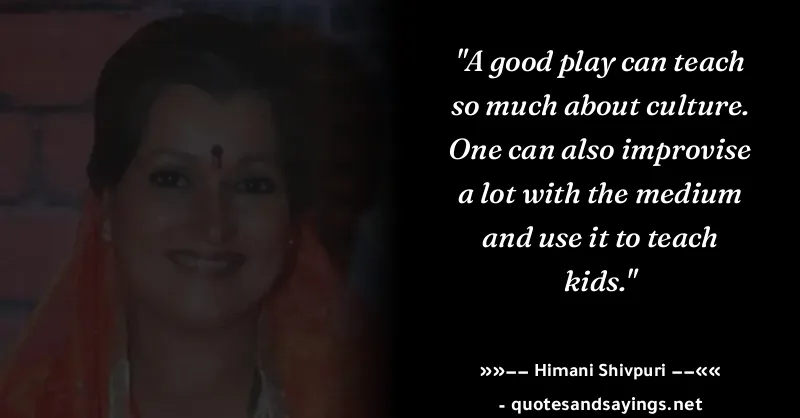 "A good play can teach
so much about culture.
One can also improvise
a lot with the medium
and use it to teach
kids."
»»−− Himani Shivpuri −−««
- quotesandsayings.net